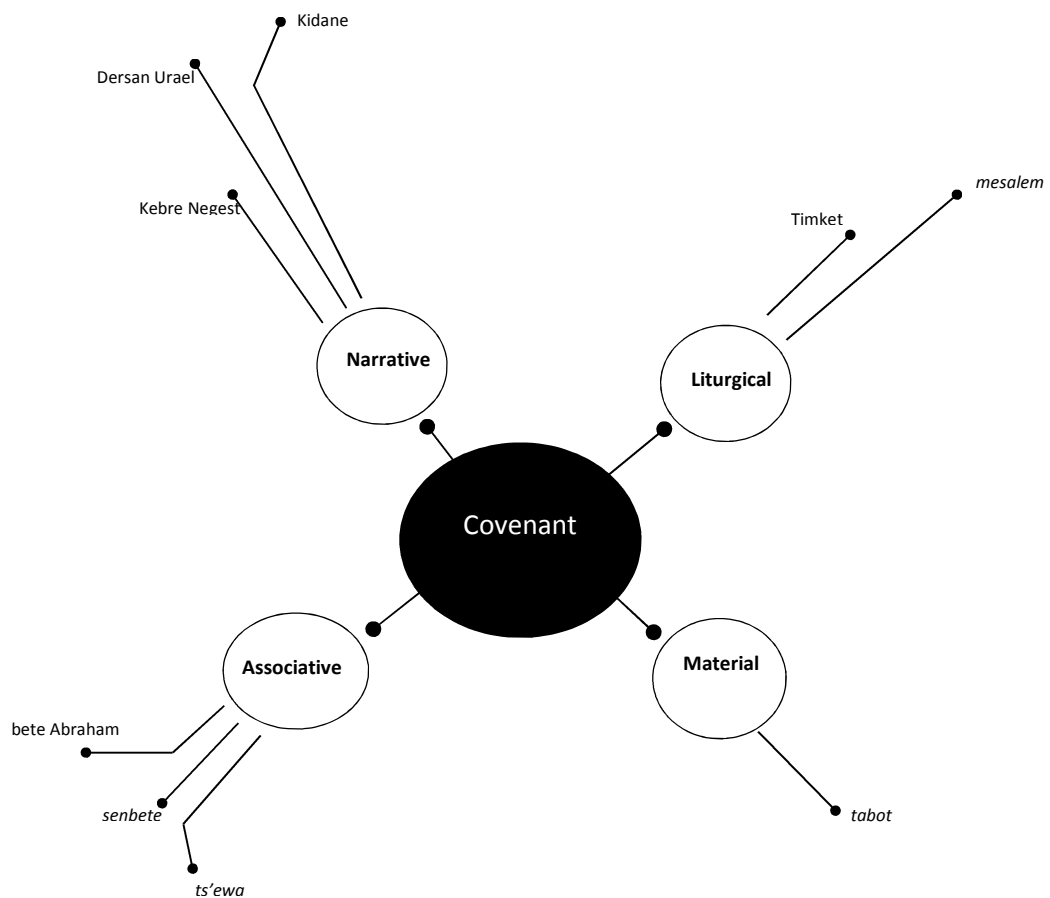 Kidane
Dersan Urael
mesalem
Kebre Negest
Timket
Narrative
Liturgical
Covenant
Associative
Material
bete Abraham
senbete
tabot
ts'ewa